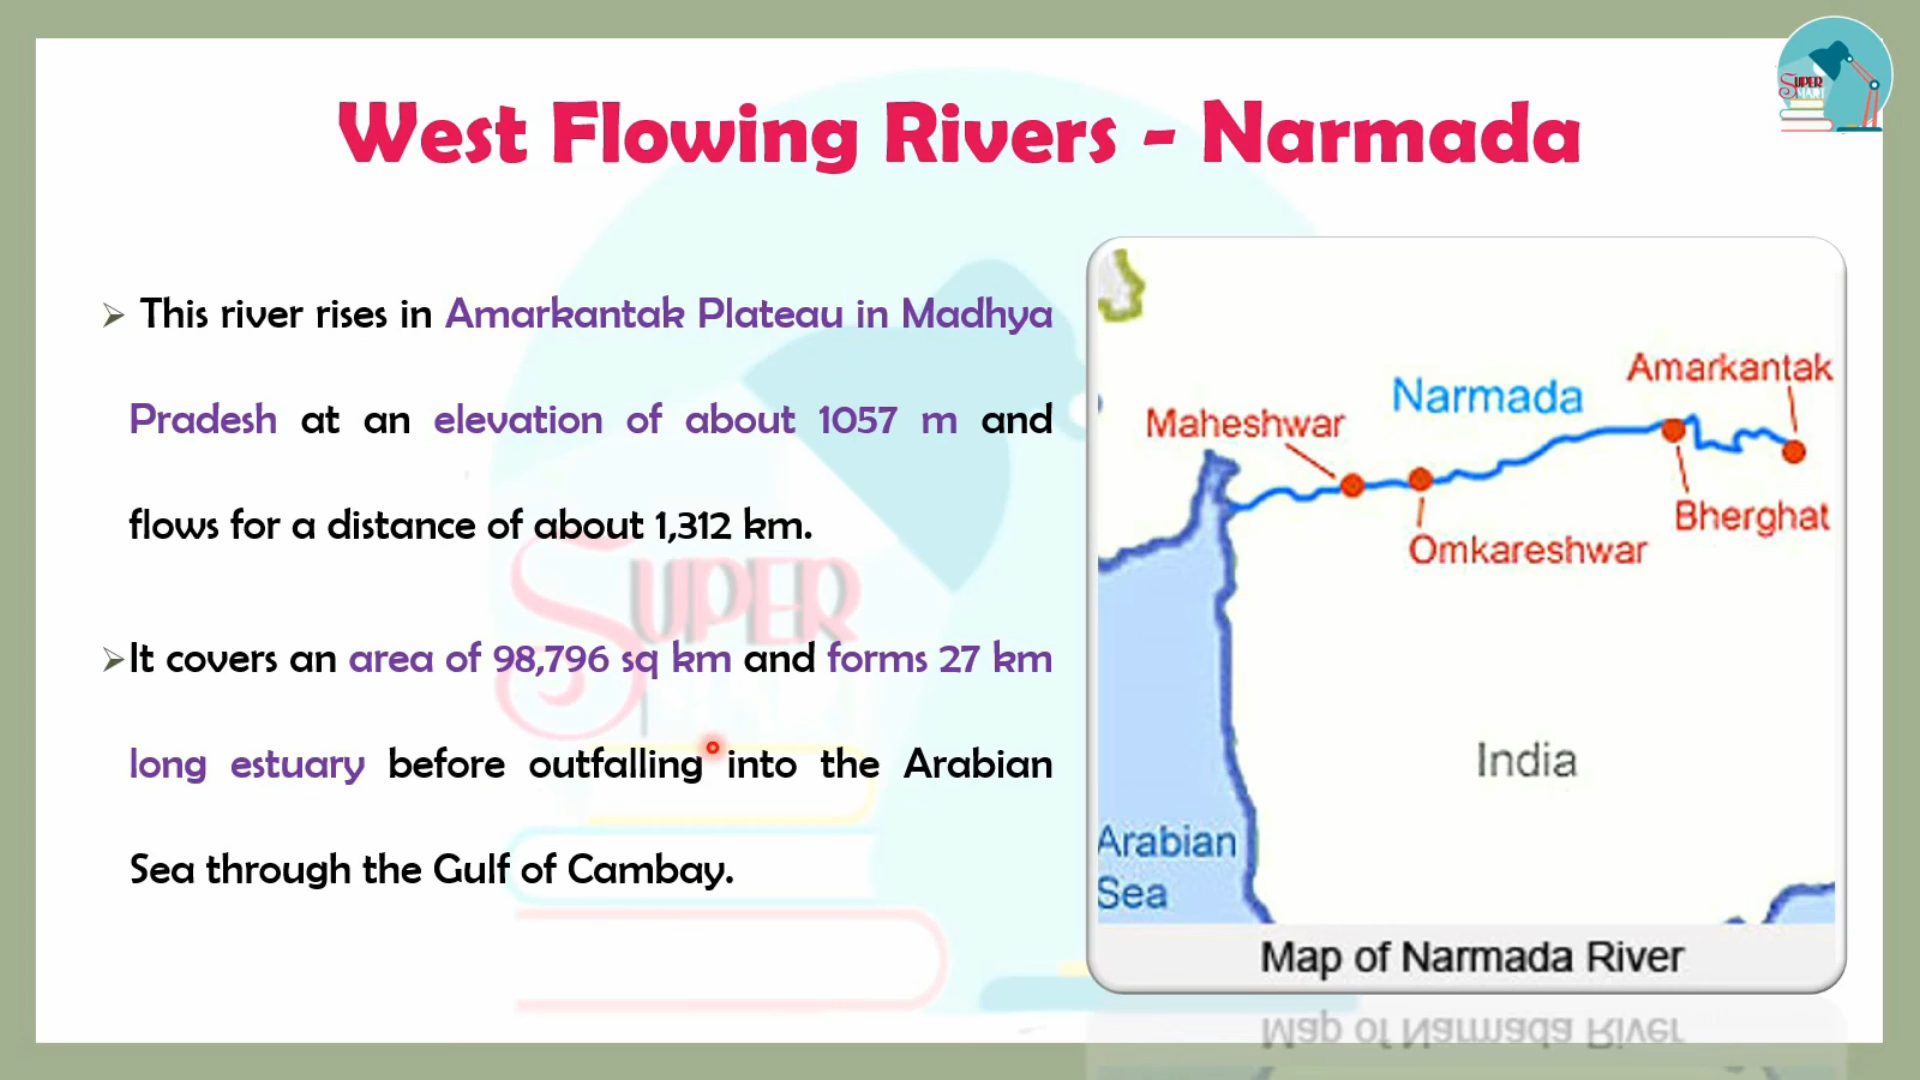 West Flowing Rivers - Narmada
SUPER
This river rises in Amarkantak Plateau in Madhya
Pradesh at an elevation of about 1057 m and
flows for a distance of about 1,312 km.
It covers an area of 98,796 sq km and forms 27 km
long estuary before outfalling into the Arabian
Sea through the Gulf of Cambay.
SUPER
Amarkantak
Narmada
Maheshwar
Bherghat
Omkareshwar
India
Arabian
Sea
Map of Narmada River